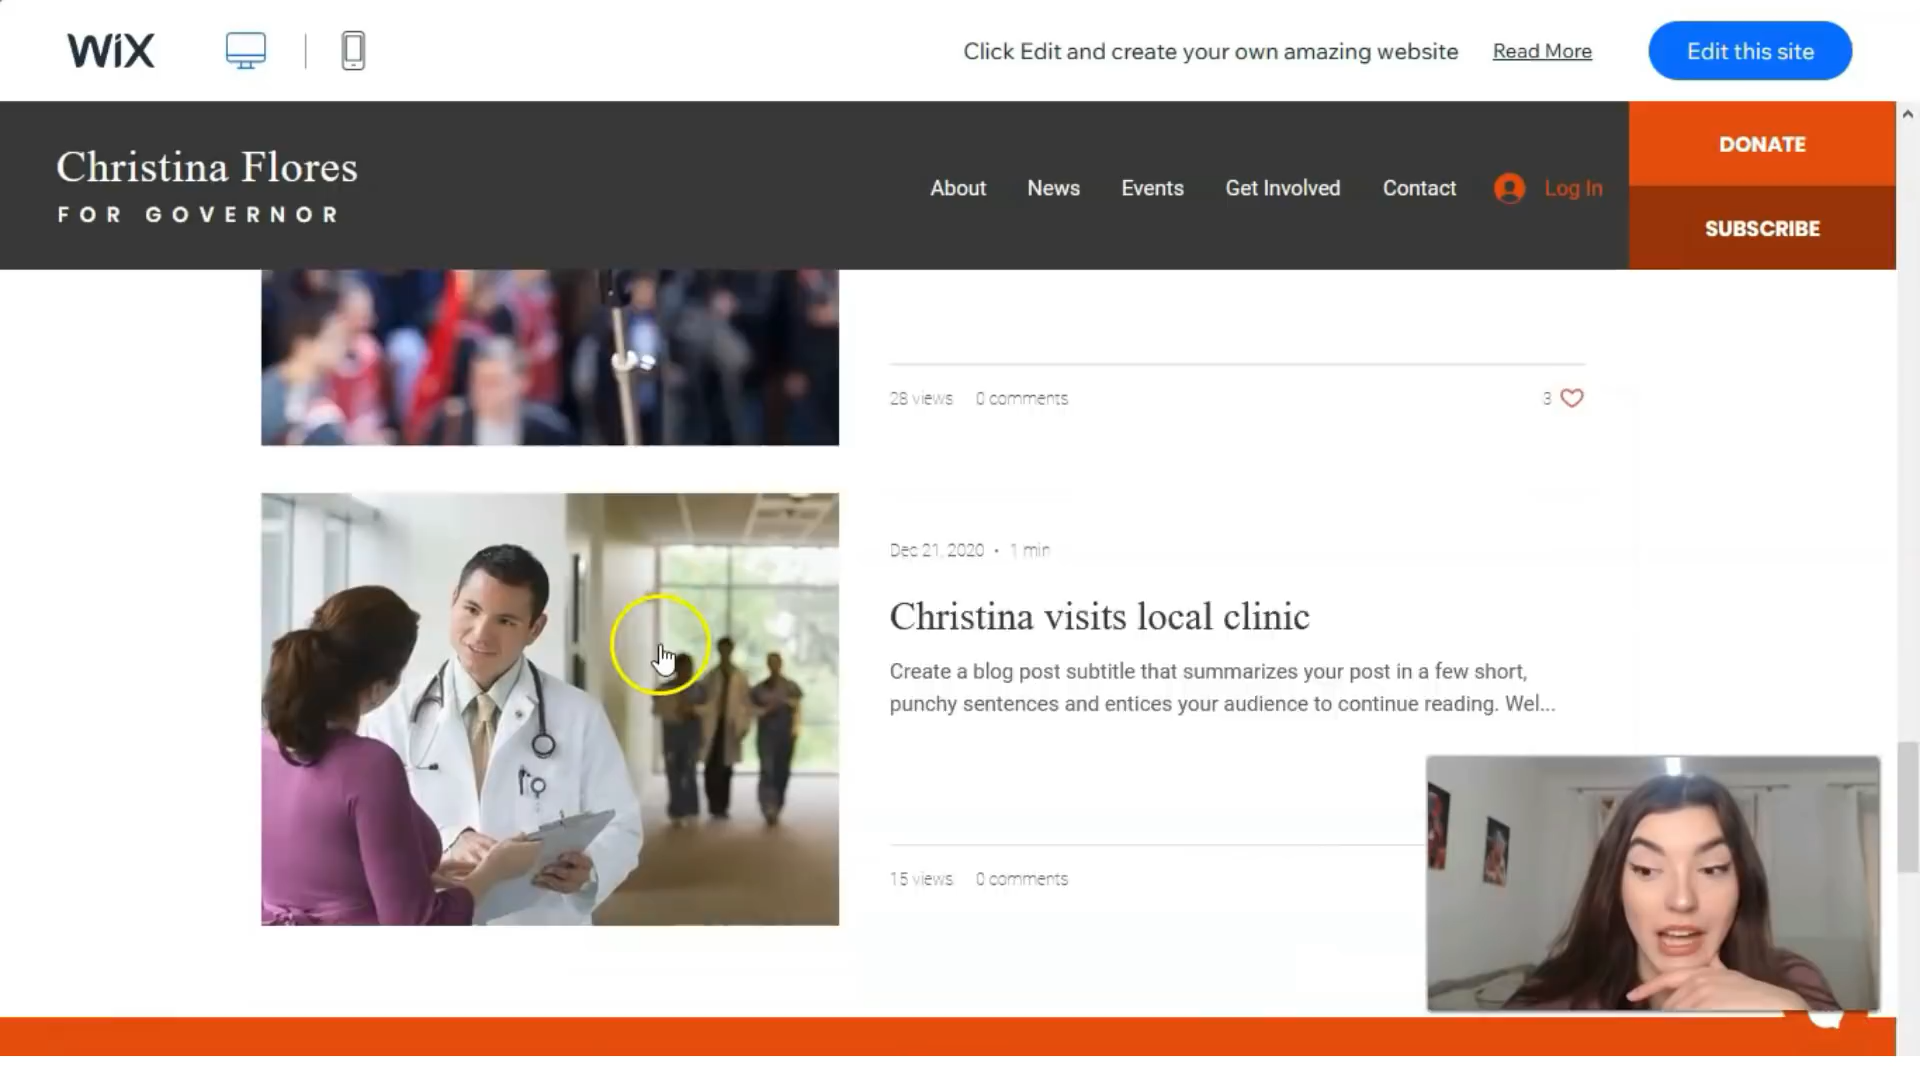 WiX
Click Edit and create your own amazing website
Read More
Edit this site
Christina Flores
FOR GOVERNOR
About
News
Events
Get Involved
Contact
Log In
DONATE
SUBSCRIBE
28 views 0 comments
3
Dec 21, 2020 • 1 min
Christina visits local clinic
Create a blog post subtitle that summarizes your post in a few short,
punchy sentences and entices your audience to continue reading. Wel...
15 views 0 comments